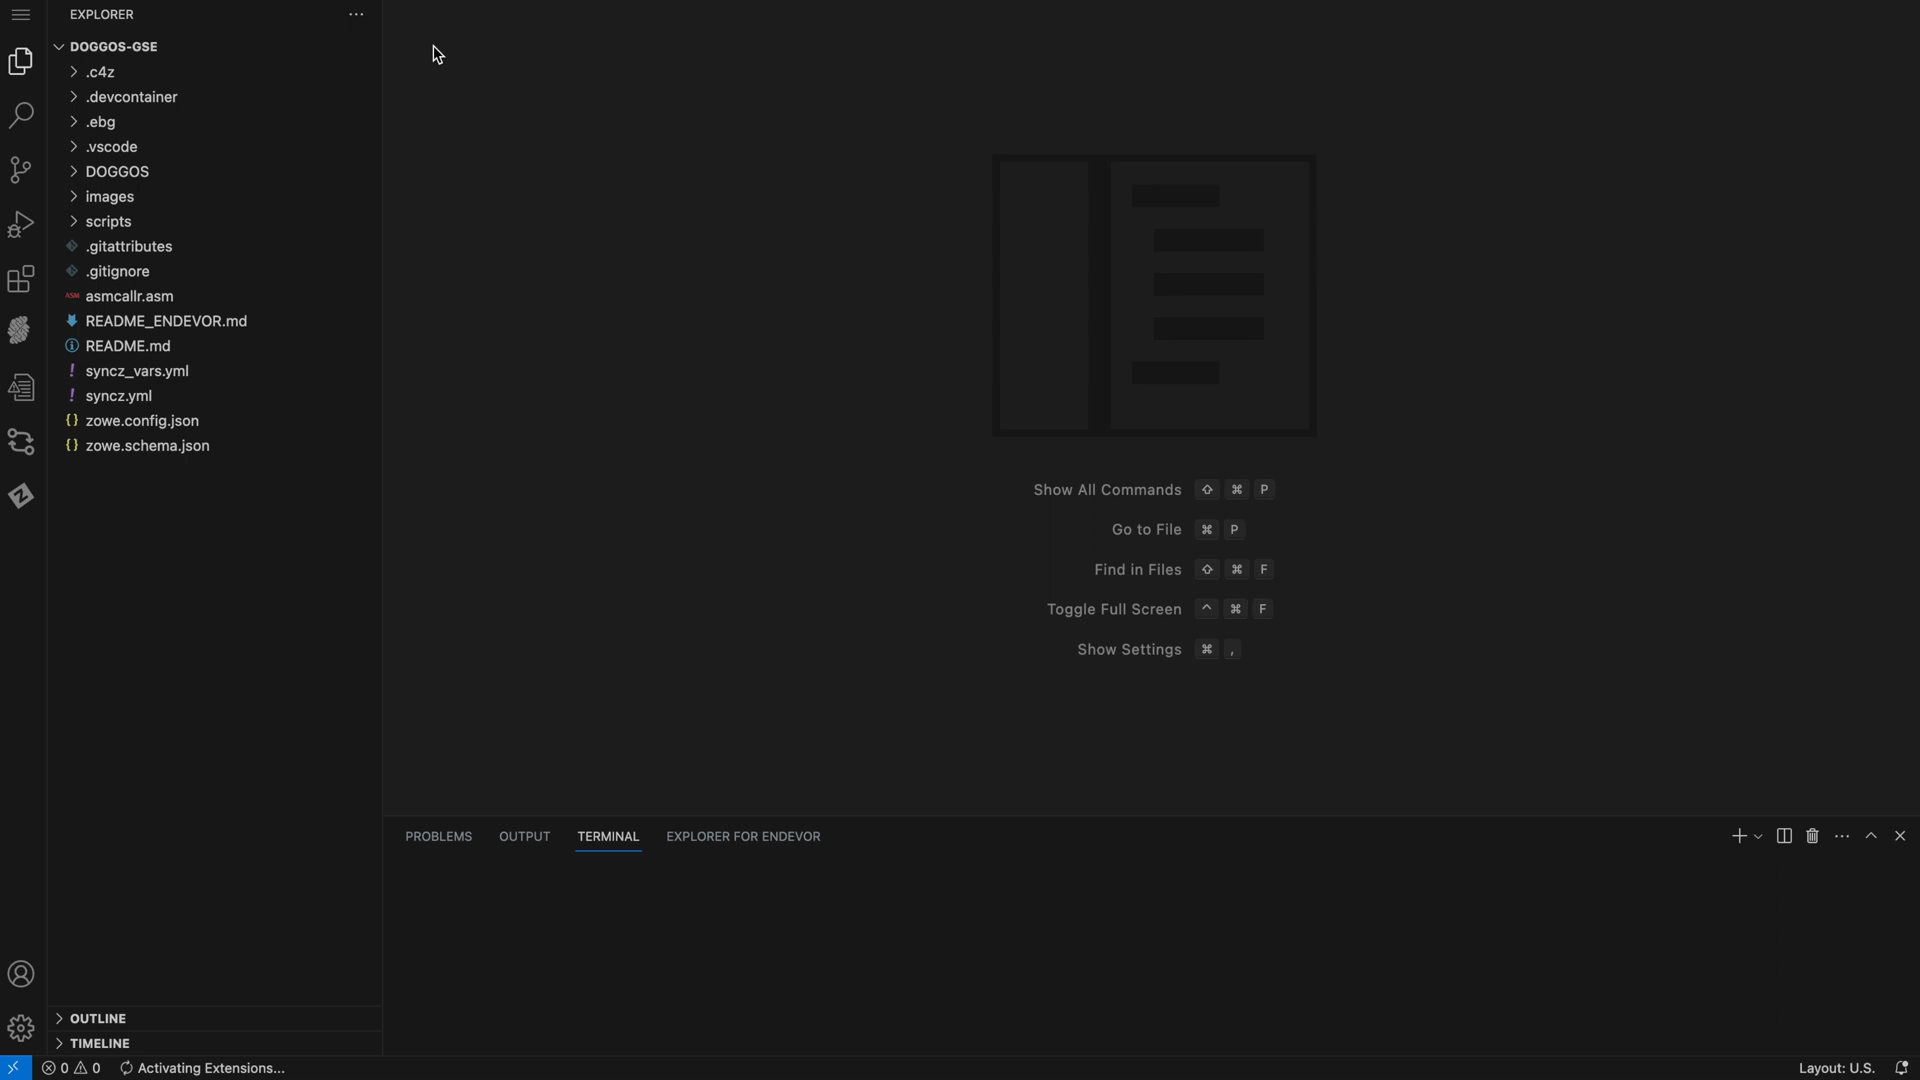 EXPLORER
DOGGOS-GSE
.c4z
.devcontainer
.ebg
.vscode
DOGGOS
images
scripts
.gitattributes
.gitignore
ASM asmcallr.asm
README_ENDEVOR.md
README.md
! syncz_vars.yml
! syncz.yml
{} zowe.config.json
{} zowe.schema.json
OUTLINE
TIMELINE
Show All Commands ⇧ ⌘ P
Go to File ⌘ P
Find in Files ⇧ ⌘ F
Toggle Full Screen ^ ⌘ F
Show Settings ⌘ ,
PROBLEMS OUTPUT TERMINAL EXPLORER FOR ENDEVOR
0 0 Activating Extensions... Layout: U.S.